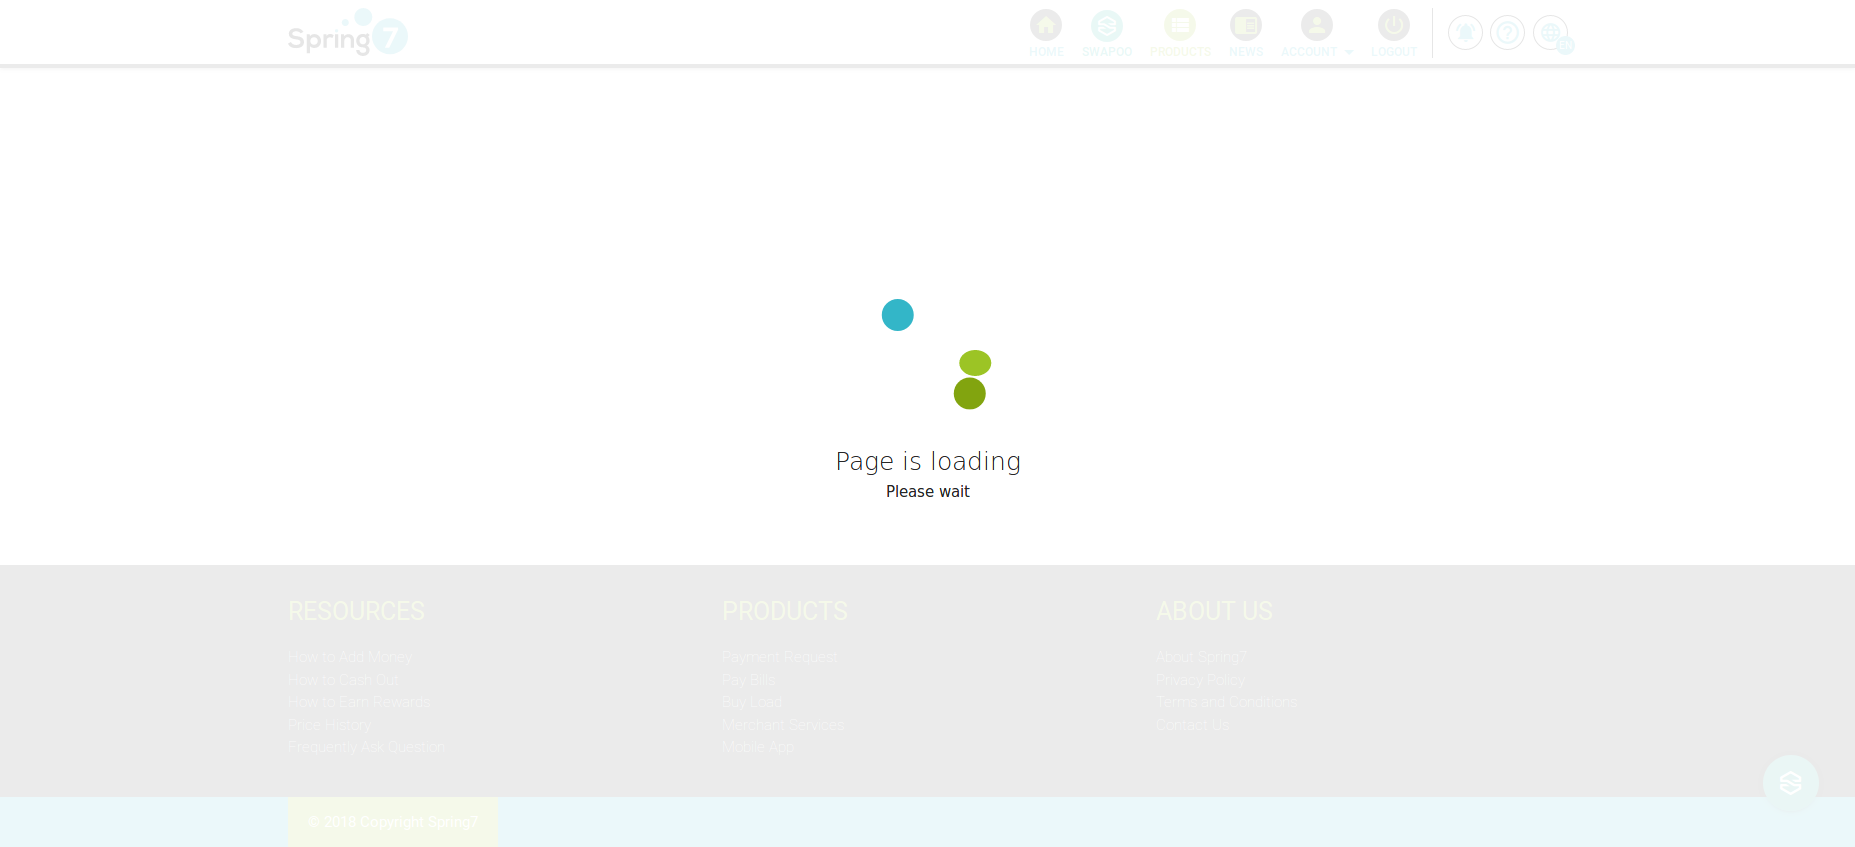 Spring7
HOME SWAPOO PRODUCTS NEWS ACCOUNT LOGOUT EN
Page is loading
Please wait
RESOURCES
How to Add Money
How to Cash Out
How to Earn Rewards
Price History
Frequently Ask Question
PRODUCTS
Payment Request
Pay Bills
Buy Load
Merchant Services
Mobile App
ABOUT US
About Spring7
Privacy Policy
Terms and Conditions
Contact Us
© 2018 Copyright Spring7